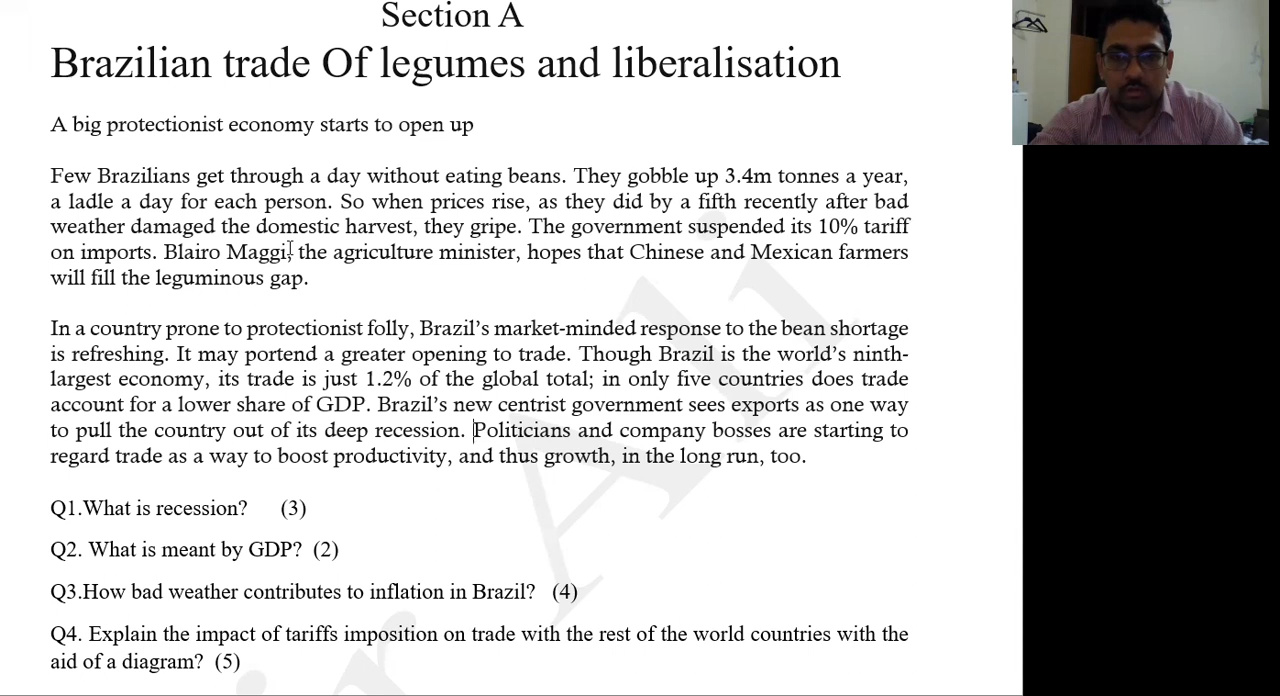 Section A
Brazilian trade Of legumes and liberalisation
A big protectionist economy starts to open up
Few Brazilians get through a day without eating beans. They gobble up 3.4m tonnes a year,
a ladle a day for each person. So when prices rise, as they did by a fifth recently after bad
weather damaged the domestic harvest, they gripe. The government suspended its 10% tariff
on imports. Blairo Maggi, the agriculture minister, hopes that Chinese and Mexican farmers
will fill the leguminous gap.
In a country prone to protectionist folly, Brazil’s market-minded response to the bean shortage
is refreshing. It may portend a greater opening to trade. Though Brazil is the world’s ninth-
largest economy, its trade is just 1.2% of the global total; in only five countries does trade
account for a lower share of GDP. Brazil’s new centrist government sees exports as one way
to pull the country out of its deep recession. Politicians and company bosses are starting to
regard trade as a way to boost productivity, and thus growth, in the long run, too.
Q1.What is recession? (3)
Q2. What is meant by GDP? (2)
Q3.How bad weather contributes to inflation in Brazil? (4)
Q4. Explain the impact of tariffs imposition on trade with the rest of the world countries with the
aid of a diagram? (5)
r Ali